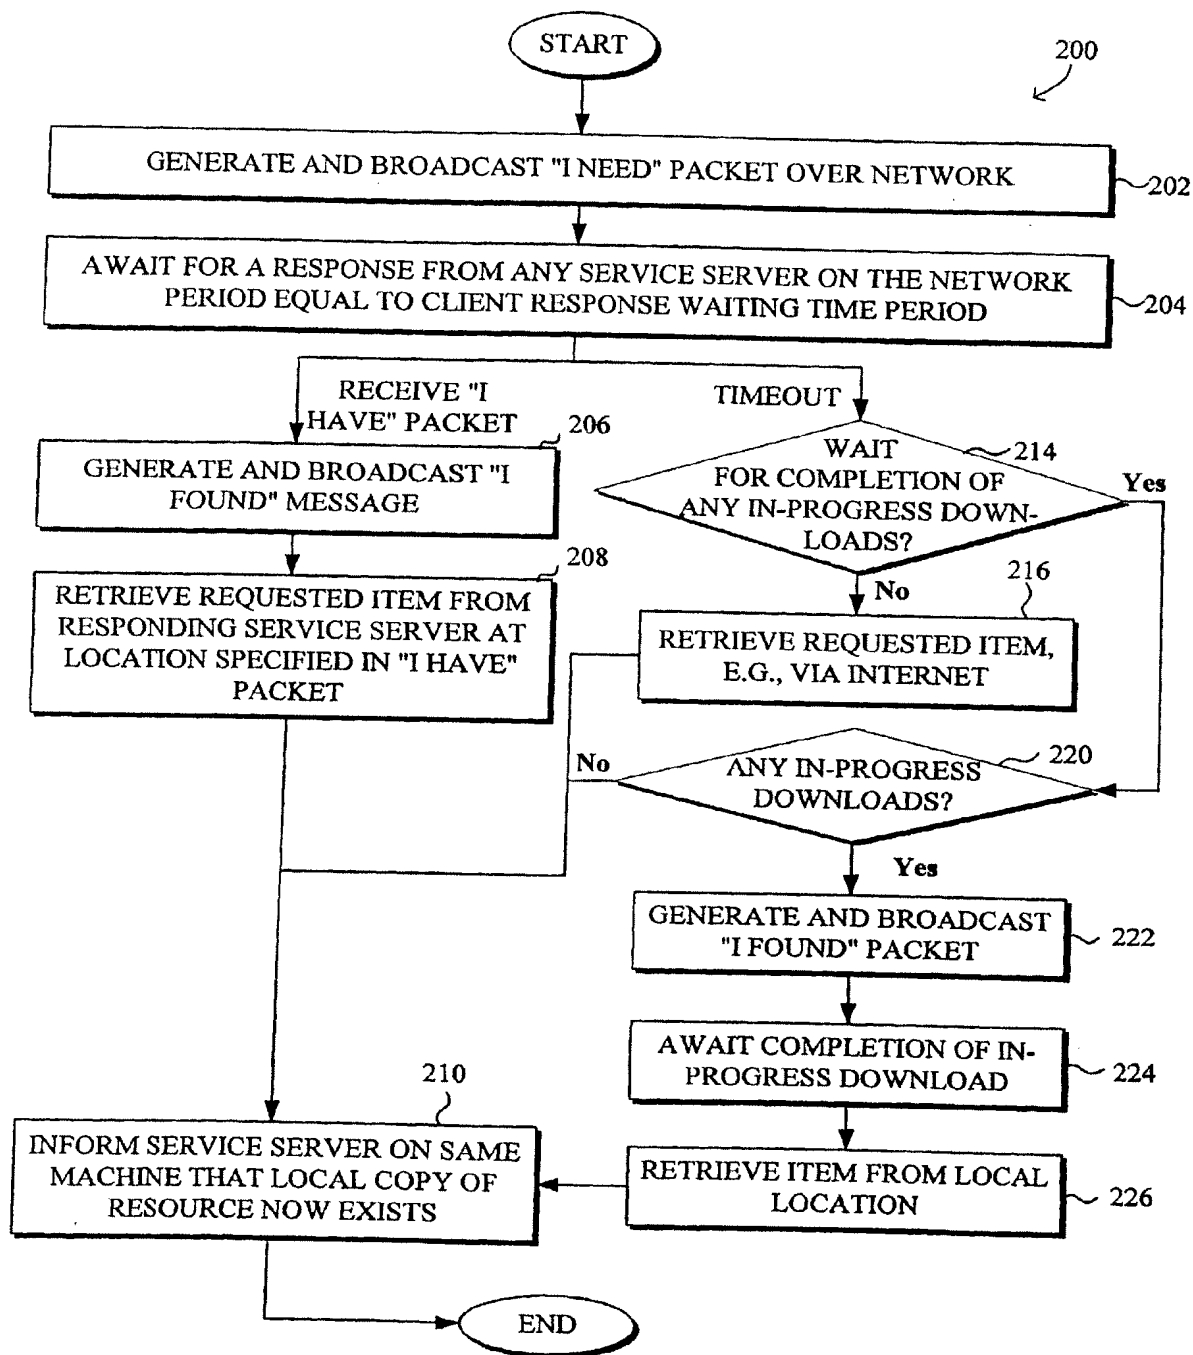 START
200
GENERATE AND BROADCAST "I NEED" PACKET OVER NETWORK
202
AWAIT FOR A RESPONSE FROM ANY SERVICE SERVER ON THE NETWORK
PERIOD EQUAL TO CLIENT RESPONSE WAITING TIME PERIOD
204
RECEIVE "I
HAVE" PACKET
TIMEOUT
206
GENERATE AND BROADCAST "I
FOUND" MESSAGE
214
WAIT
FOR COMPLETION OF
ANY IN-PROGRESS DOWN-
LOADS?
Yes
No
208
RETRIEVE REQUESTED ITEM FROM
RESPONDING SERVICE SERVER AT
LOCATION SPECIFIED IN "I HAVE"
PACKET
216
RETRIEVE REQUESTED ITEM,
E.G., VIA INTERNET
220
ANY IN-PROGRESS
DOWNLOADS?
No
Yes
GENERATE AND BROADCAST
"I FOUND" PACKET
222
AWAIT COMPLETION OF IN-
PROGRESS DOWNLOAD
224
RETRIEVE ITEM FROM LOCAL
LOCATION
226
210
INFORM SERVICE SERVER ON SAME
MACHINE THAT LOCAL COPY OF
RESOURCE NOW EXISTS
END